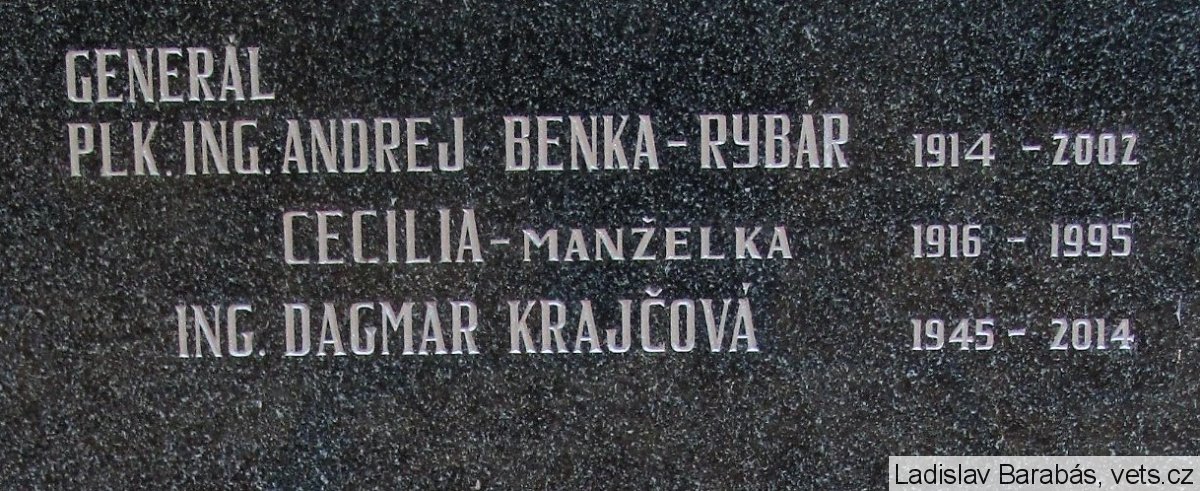 GENERÁL
PLK. ING. ANDREJ BENKA-RYBÁR 1914 - 2002
CECÍLIA - MANŽELKA 1916 - 1995
ING. DAGMAR KRAJČOVÁ 1945 - 2014
Ladislav Barabás, vets.cz